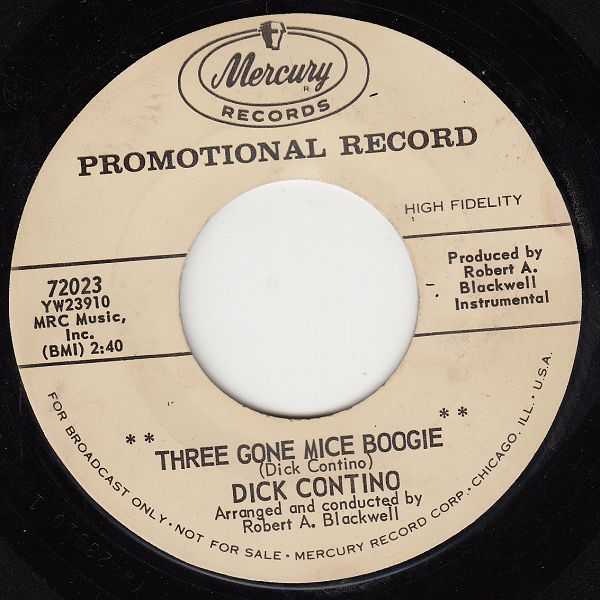 Mercury
R
RECORDS
PROMOTIONAL RECORD
HIGH FIDELITY
72023
YW23910
MRC Music,
Inc.
(BMI) 2:40
Produced by
Robert A.
Blackwell
Instrumental
** THREE GONE MICE BOOGIE **
(Dick Contino)
DICK CONTINO
Arranged and conducted by
Robert A. Blackwell
FOR BROADCAST ONLY • NOT FOR SALE • MERCURY RECORD CORP. • CHICAGO, ILL. • U.S.A.